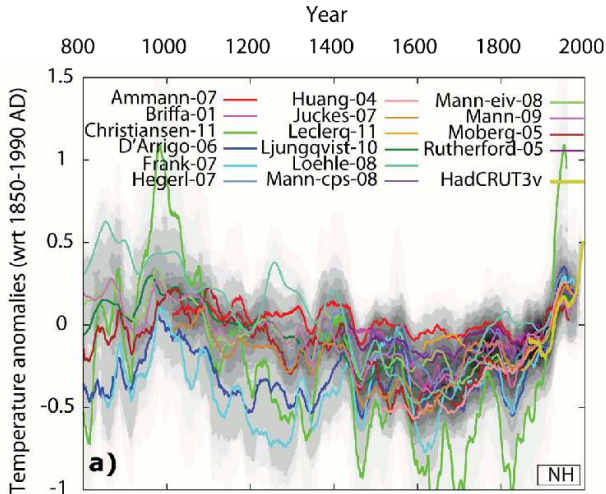 Year
800 1000 1200 1400 1600 1800 2000
1.5
Ammann-07 Huang-04 Mann-eiv-08
Briffa-01 Juckes-07 Mann-09
Christiansen-11 Leclerq-11 Moberg-05
D'Arrigo-06 Ljungqvist-10 Rutherford-05
Frank-07 Loehle-08
Hegerl-07 Mann-cps-08 HadCRUT3v
1
0.5
0
-0.5
-1
Temperature anomalies (wrt 1850-1990 AD)
a)
NH